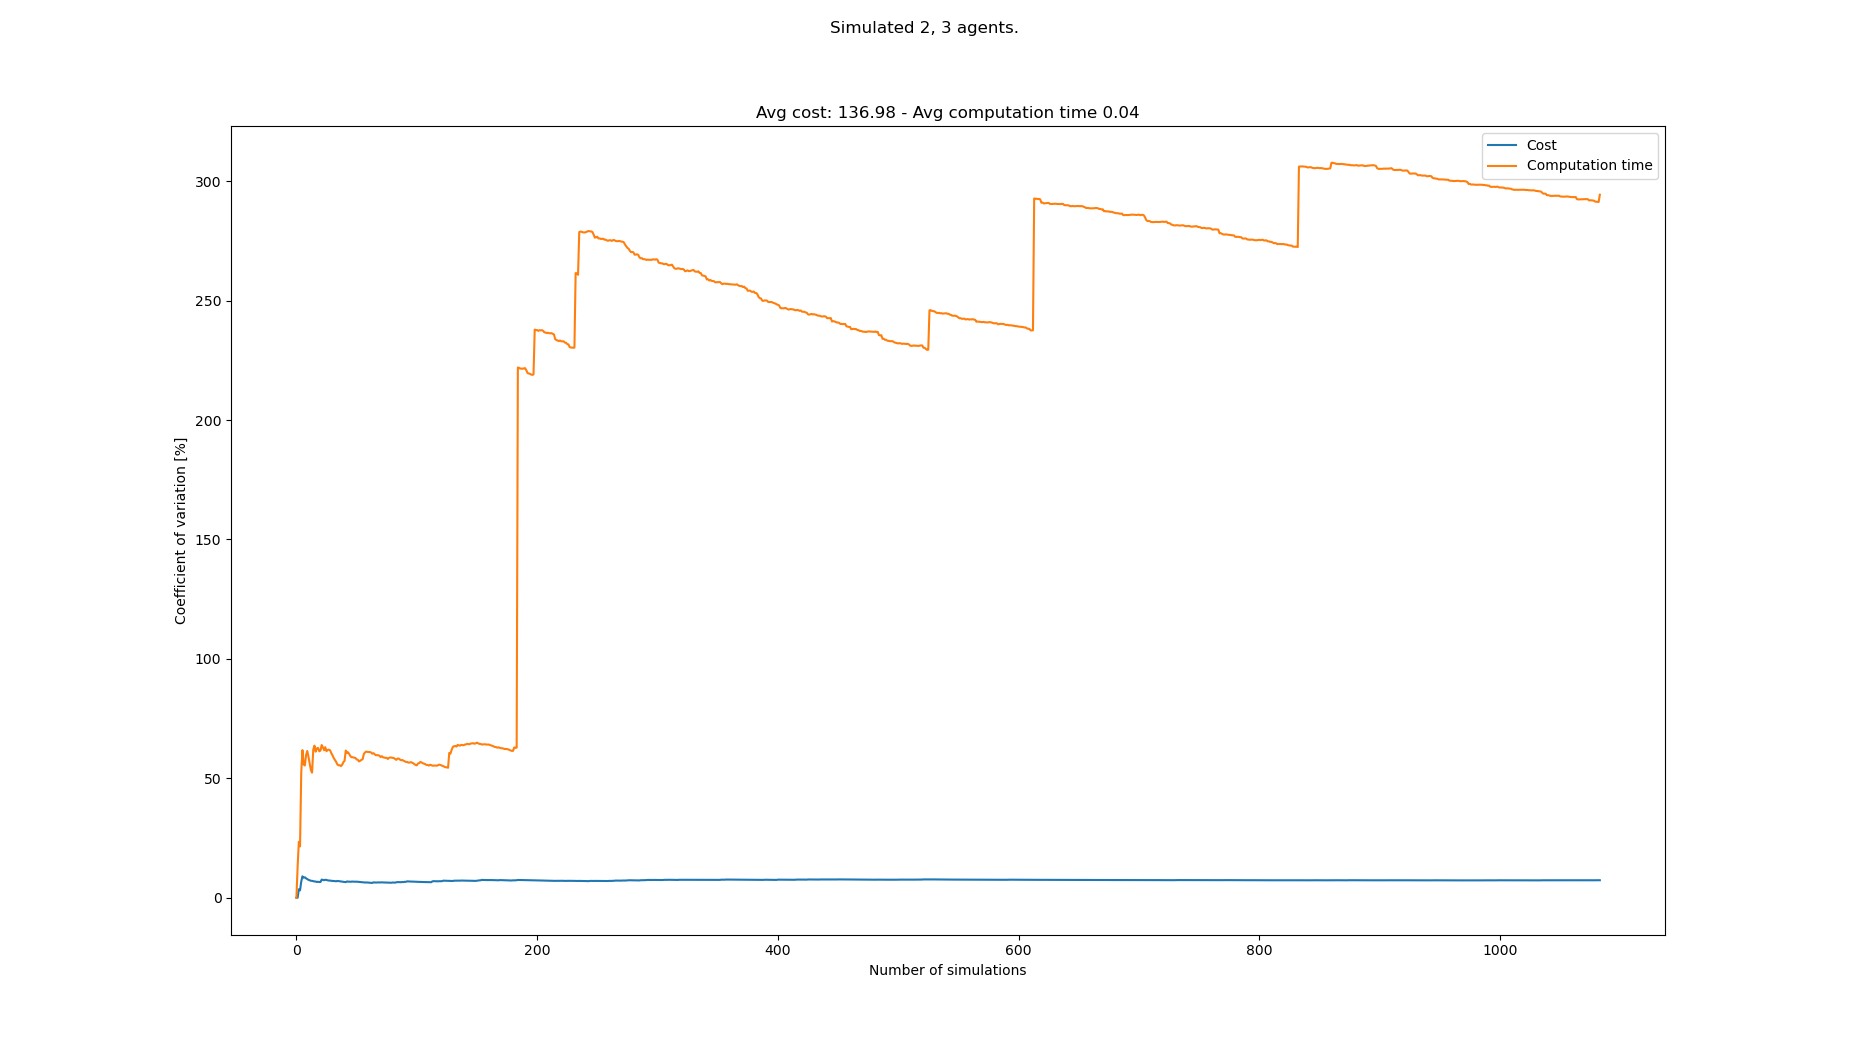 Simulated 2, 3 agents.
Avg cost: 136.98 - Avg computation time 0.04
Cost
Computation time
Coefficient of variation [%]
300
250
200
150
100
50
0
0 200 400 600 800 1000
Number of simulations